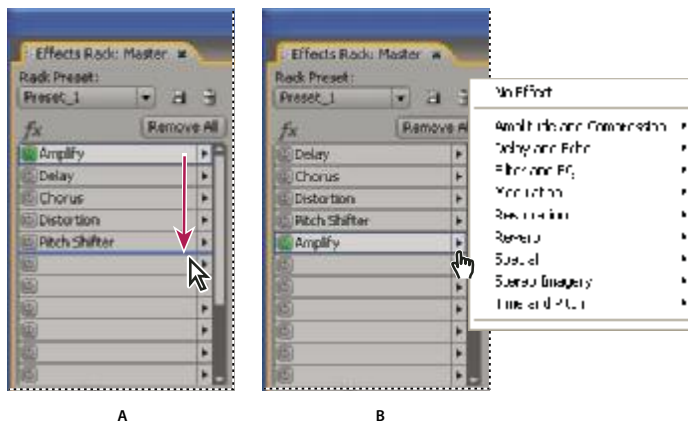 Effects Rack: Master
Rack Preset:
Preset_1
fx
Remove All
Amplify
Delay
Chorus
Distortion
Pitch Shifter
A
Effects Rack: Master
Rack Preset:
Preset_1
fx
Remove A
Delay
Chorus
Distortion
Pitch Shifter
Amplify
B
No Effect
Amplitude and Compression
Delay and Echo
Filter and EQ
Modulation
Restoration
Reverb
Special
Stereo Imagery
Time and Pitch